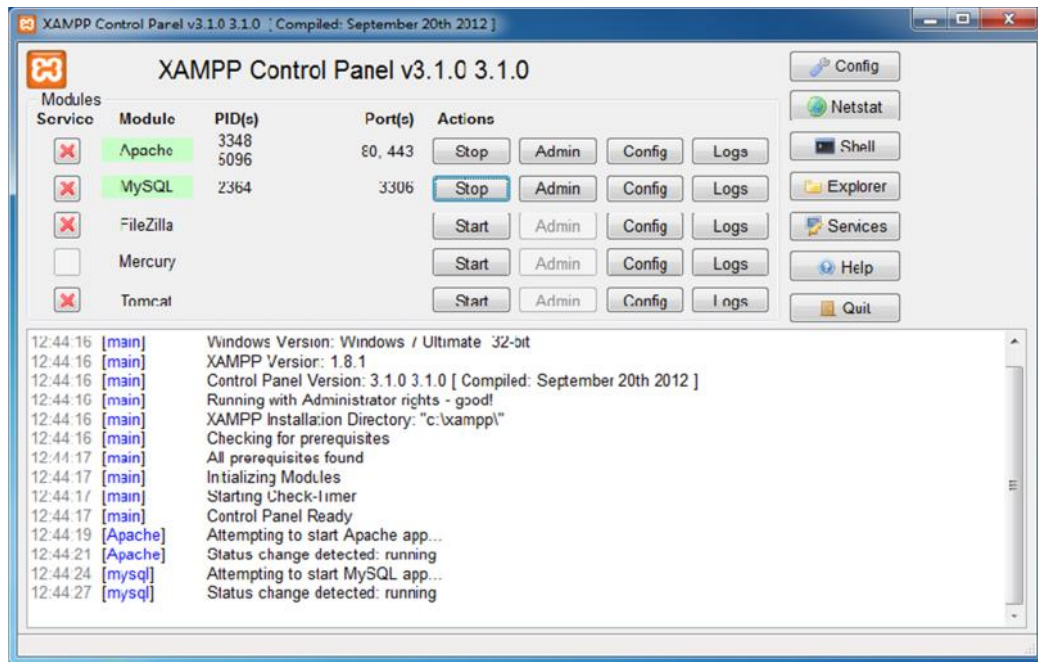 XAMPP Control Panel v3.1.0 3.1.0 [ Compiled: September 20th 2012 ]
XAMPP Control Panel v3.1.0 3.1.0
Config
Modules
Service Module PID(s) Port(s) Actions
Netstat
Apache 3348 5096 80, 443 Stop Admin Config Logs
Shell
MySQL 2364 3306 Stop Admin Config Logs
Explorer
FileZilla Start Admin Config Logs
Services
Mercury Start Admin Config Logs
Help
Tomcat Start Admin Config Logs
Quit
12:44:16 [main] Windows Version: Windows 7 Ultimate 32-bit
12:44:16 [main] XAMPP Version: 1.8.1
12:44:16 [main] Control Panel Version: 3.1.0 3.1.0 [ Compiled: September 20th 2012 ]
12:44:16 [main] Running with Administrator rights - good!
12:44:16 [main] XAMPP Installation Directory: "c:\xampp\"
12:44:16 [main] Checking for prerequisites
12:44:17 [main] All prerequisites found
12:44:17 [main] Initializing Modules
12:44:17 [main] Starting Check-Timer
12:44:17 [main] Control Panel Ready
12:44:19 [Apache] Attempting to start Apache app...
12:44:21 [Apache] Status change detected: running
12:44:24 [mysql] Attempting to start MySQL app...
12:44:27 [mysql] Status change detected: running